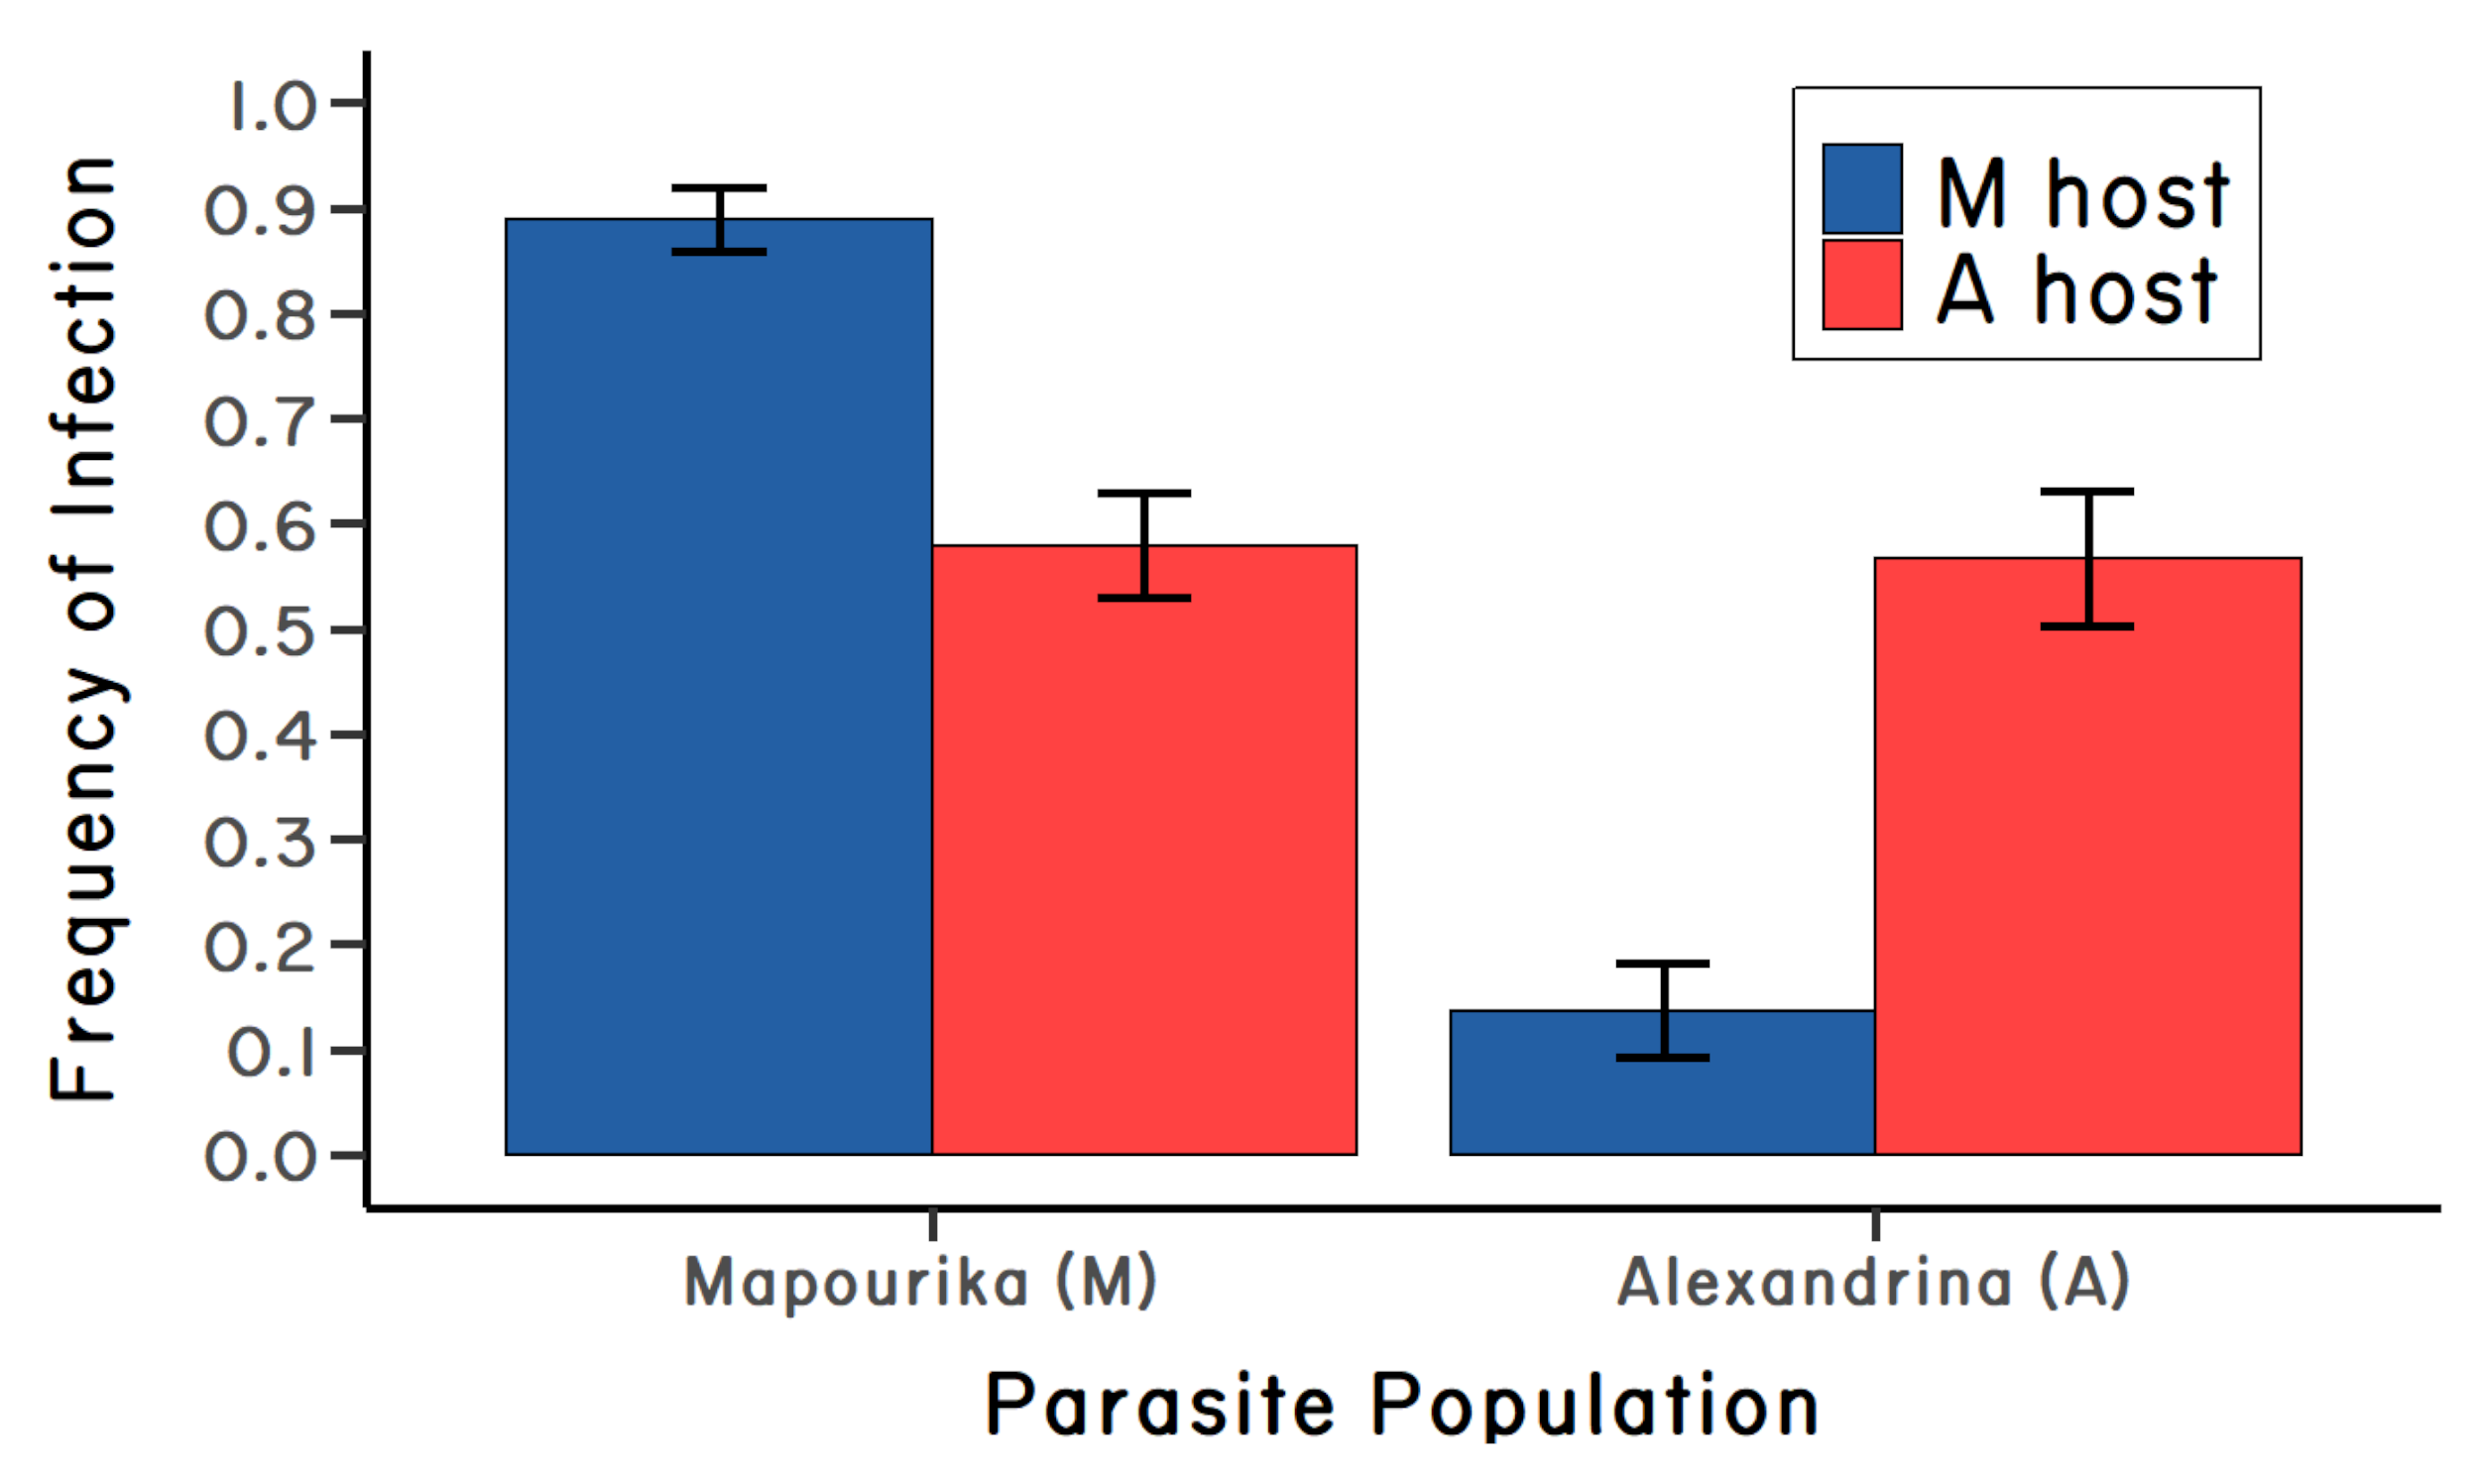 Frequency of Infection
1.0
0.9
0.8
0.7
0.6
0.5
0.4
0.3
0.2
0.1
0.0
M host
A host
Mapourika (M)
Alexandrina (A)
Parasite Population